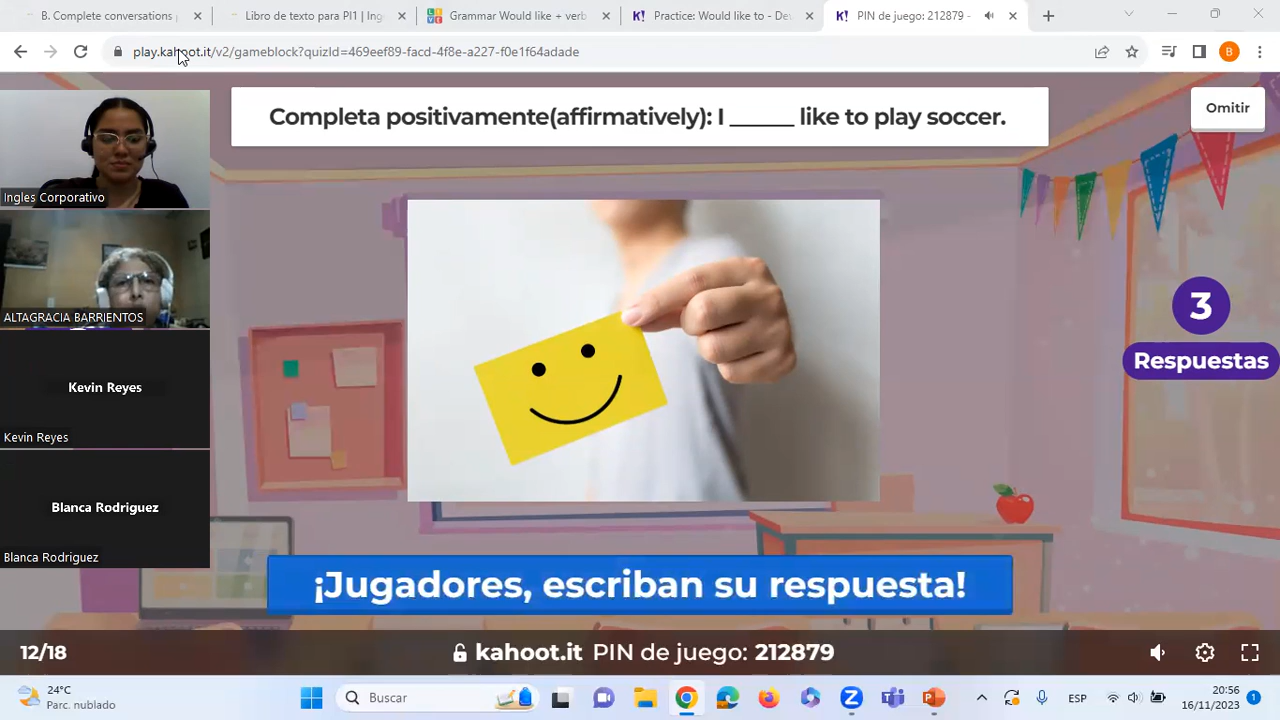 B. Complete conversations
Libro de texto para PI1 | Ing
Grammar Would like + verb
Practice: Would like to - De
PIN de juego: 212879 -
play.kahoot.it/v2/gameblock?quizId=469eef89-facd-4f8e-a227-f0e1f64adade
B
Completa positivamente(affirmatively): I ______ like to play soccer.
Omitir
Ingles Corporativo
ALTAGRACIA BARRIENTOS
Kevin Reyes
Kevin Reyes
Blanca Rodriguez
Blanca Rodriguez
3
Respuestas
¡Jugadores, escriban su respuesta!
12/18
kahoot.it PIN de juego: 212879
24°C
Parc. nublado
Buscar
ESP
20:56
16/11/2023
1